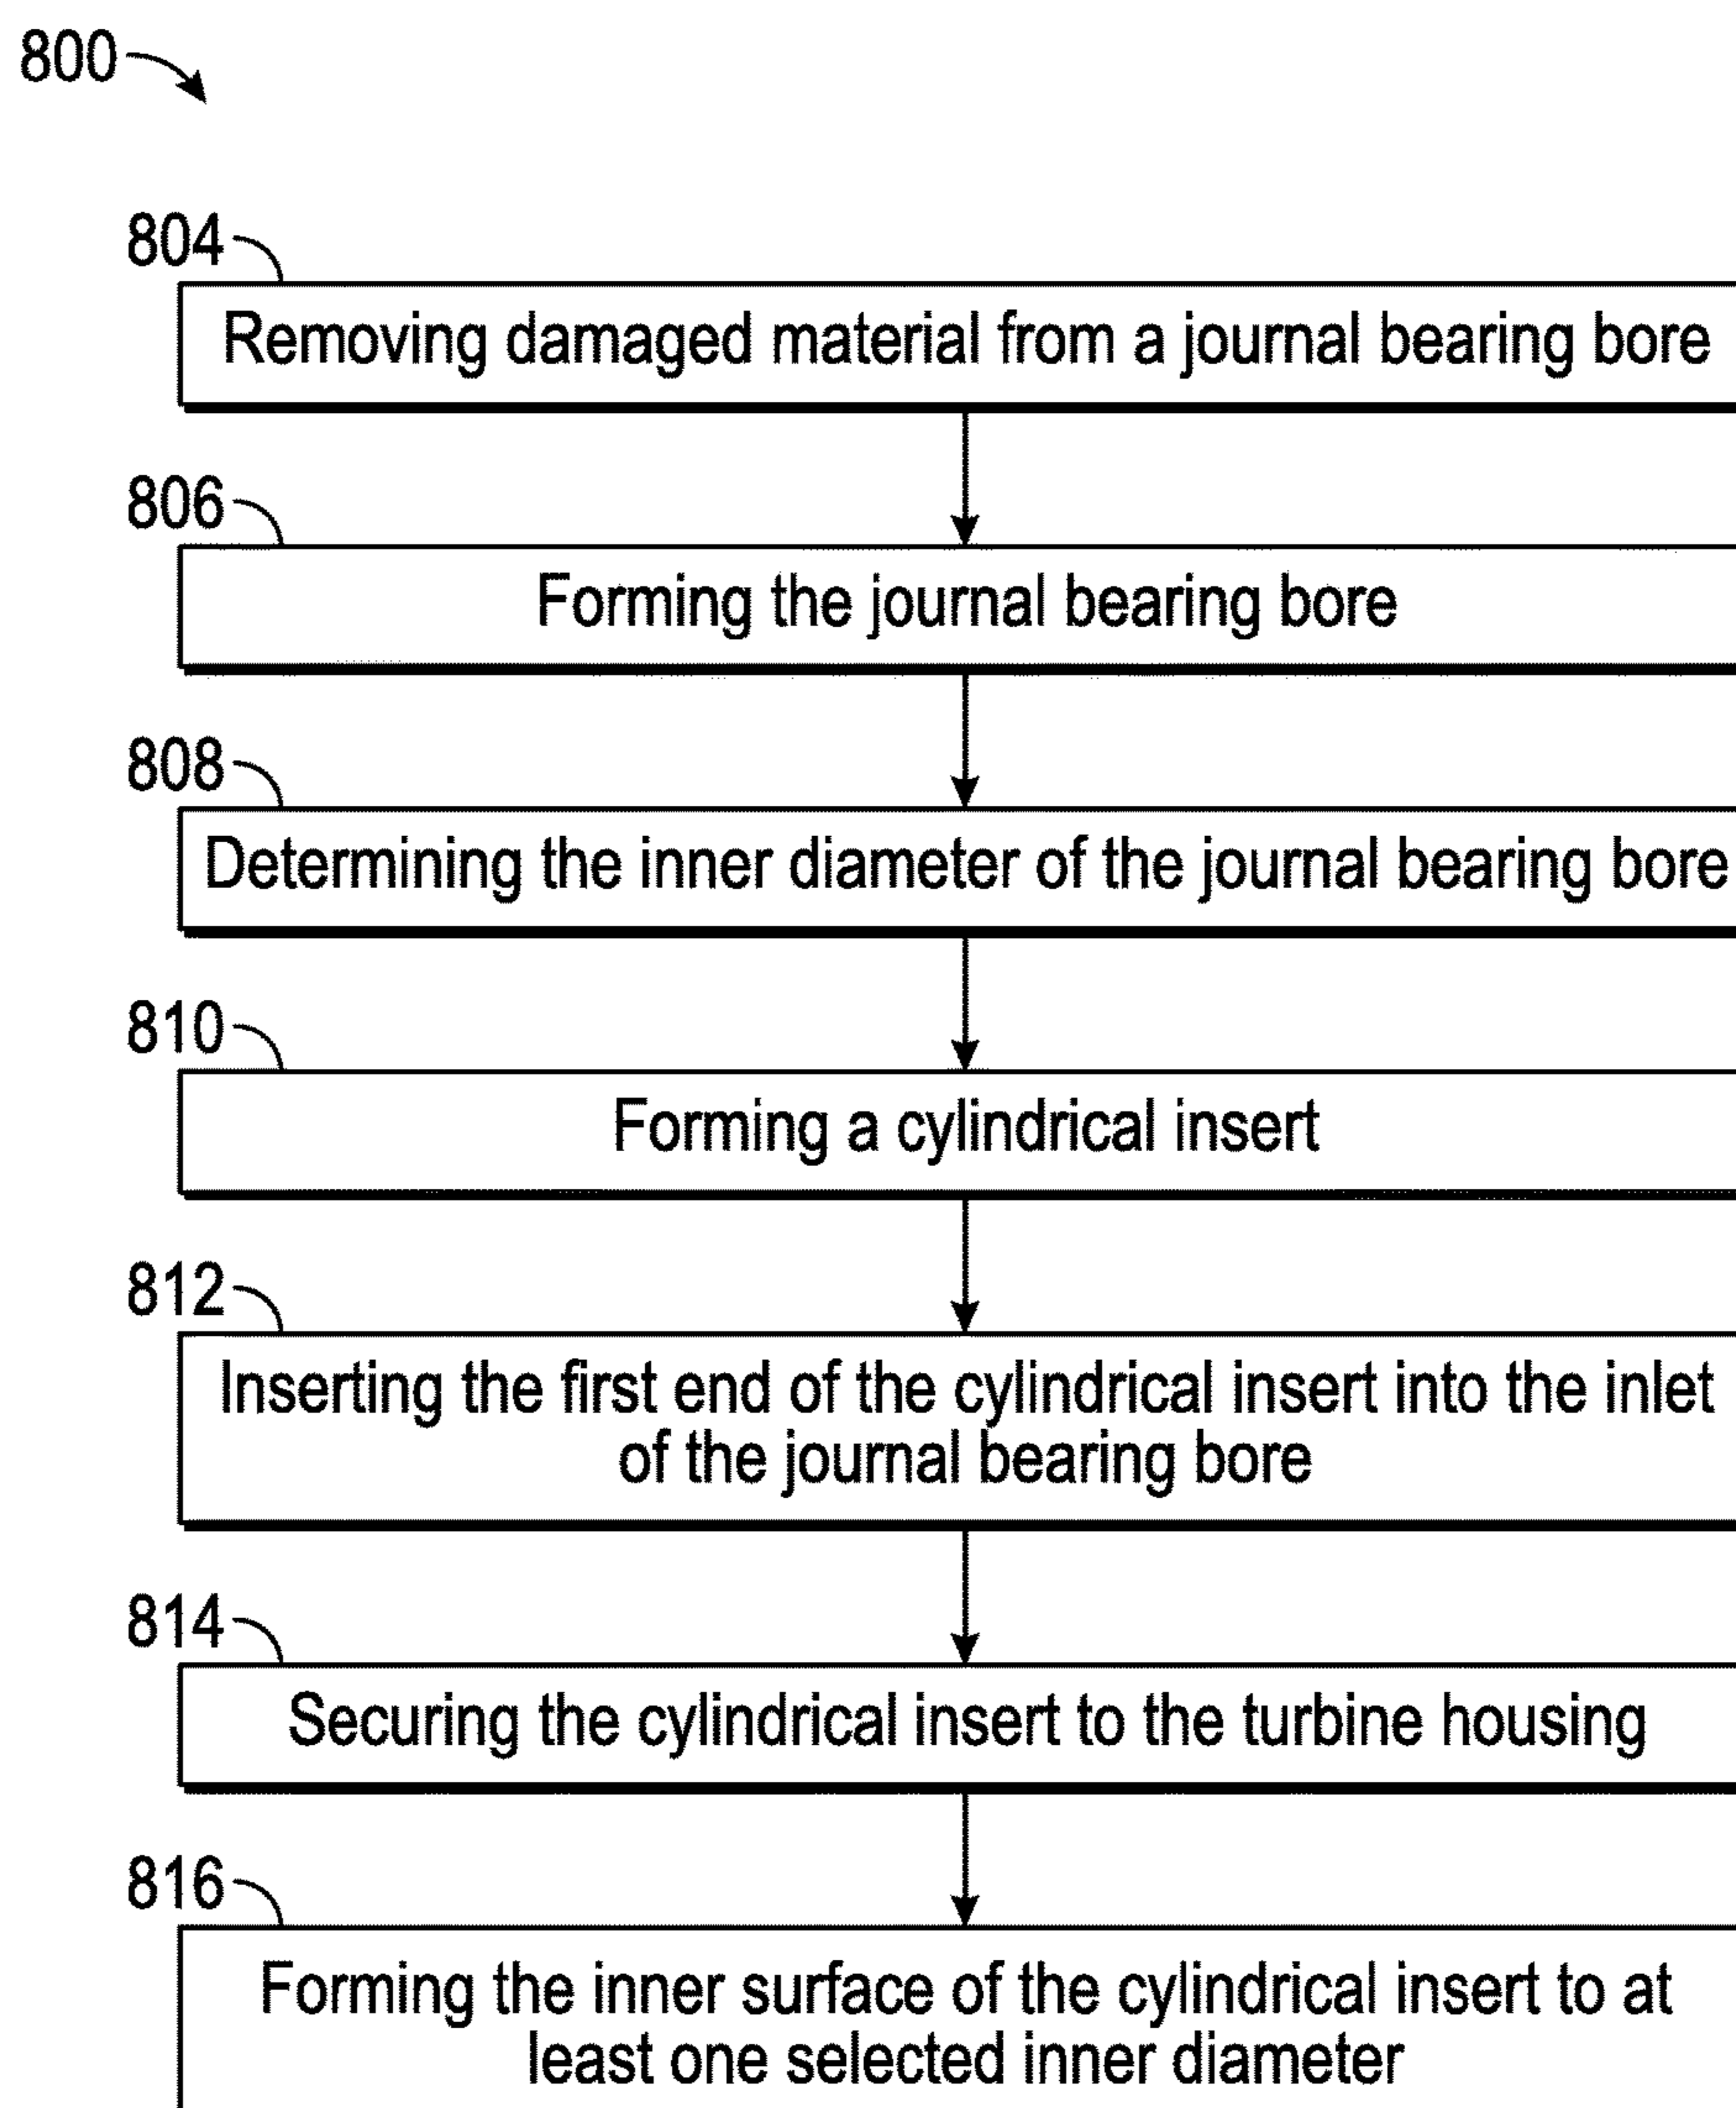 800
804
Removing damaged material from a journal bearing bore
806
Forming the journal bearing bore
808
Determining the inner diameter of the journal bearing bore
810
Forming a cylindrical insert
812
Inserting the first end of the cylindrical insert into the inlet
of the journal bearing bore
814
Securing the cylindrical insert to the turbine housing
816
Forming the inner surface of the cylindrical insert to at
least one selected inner diameter